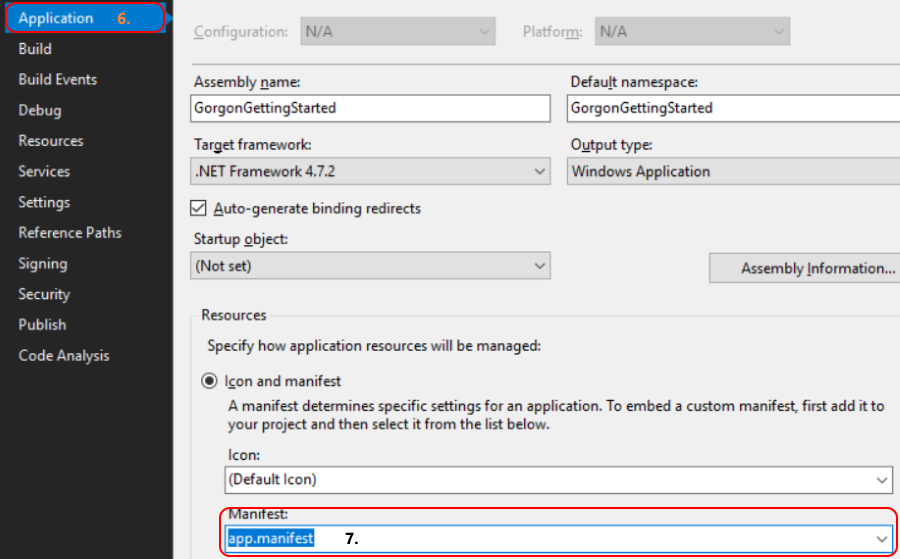 Application 6.
Build
Build Events
Debug
Resources
Services
Settings
Reference Paths
Signing
Security
Publish
Code Analysis
Configuration: N/A Platform: N/A
Assembly name: Default namespace:
GorgonGettingStarted GorgonGettingStarted
Target framework: Output type:
.NET Framework 4.7.2 Windows Application
Auto-generate binding redirects
Startup object:
(Not set) Assembly Information...
Resources
Specify how application resources will be managed:
Icon and manifest
A manifest determines specific settings for an application. To embed a custom manifest, first add it to
your project and then select it from the list below.
Icon:
(Default Icon)
Manifest:
app.manifest 7.